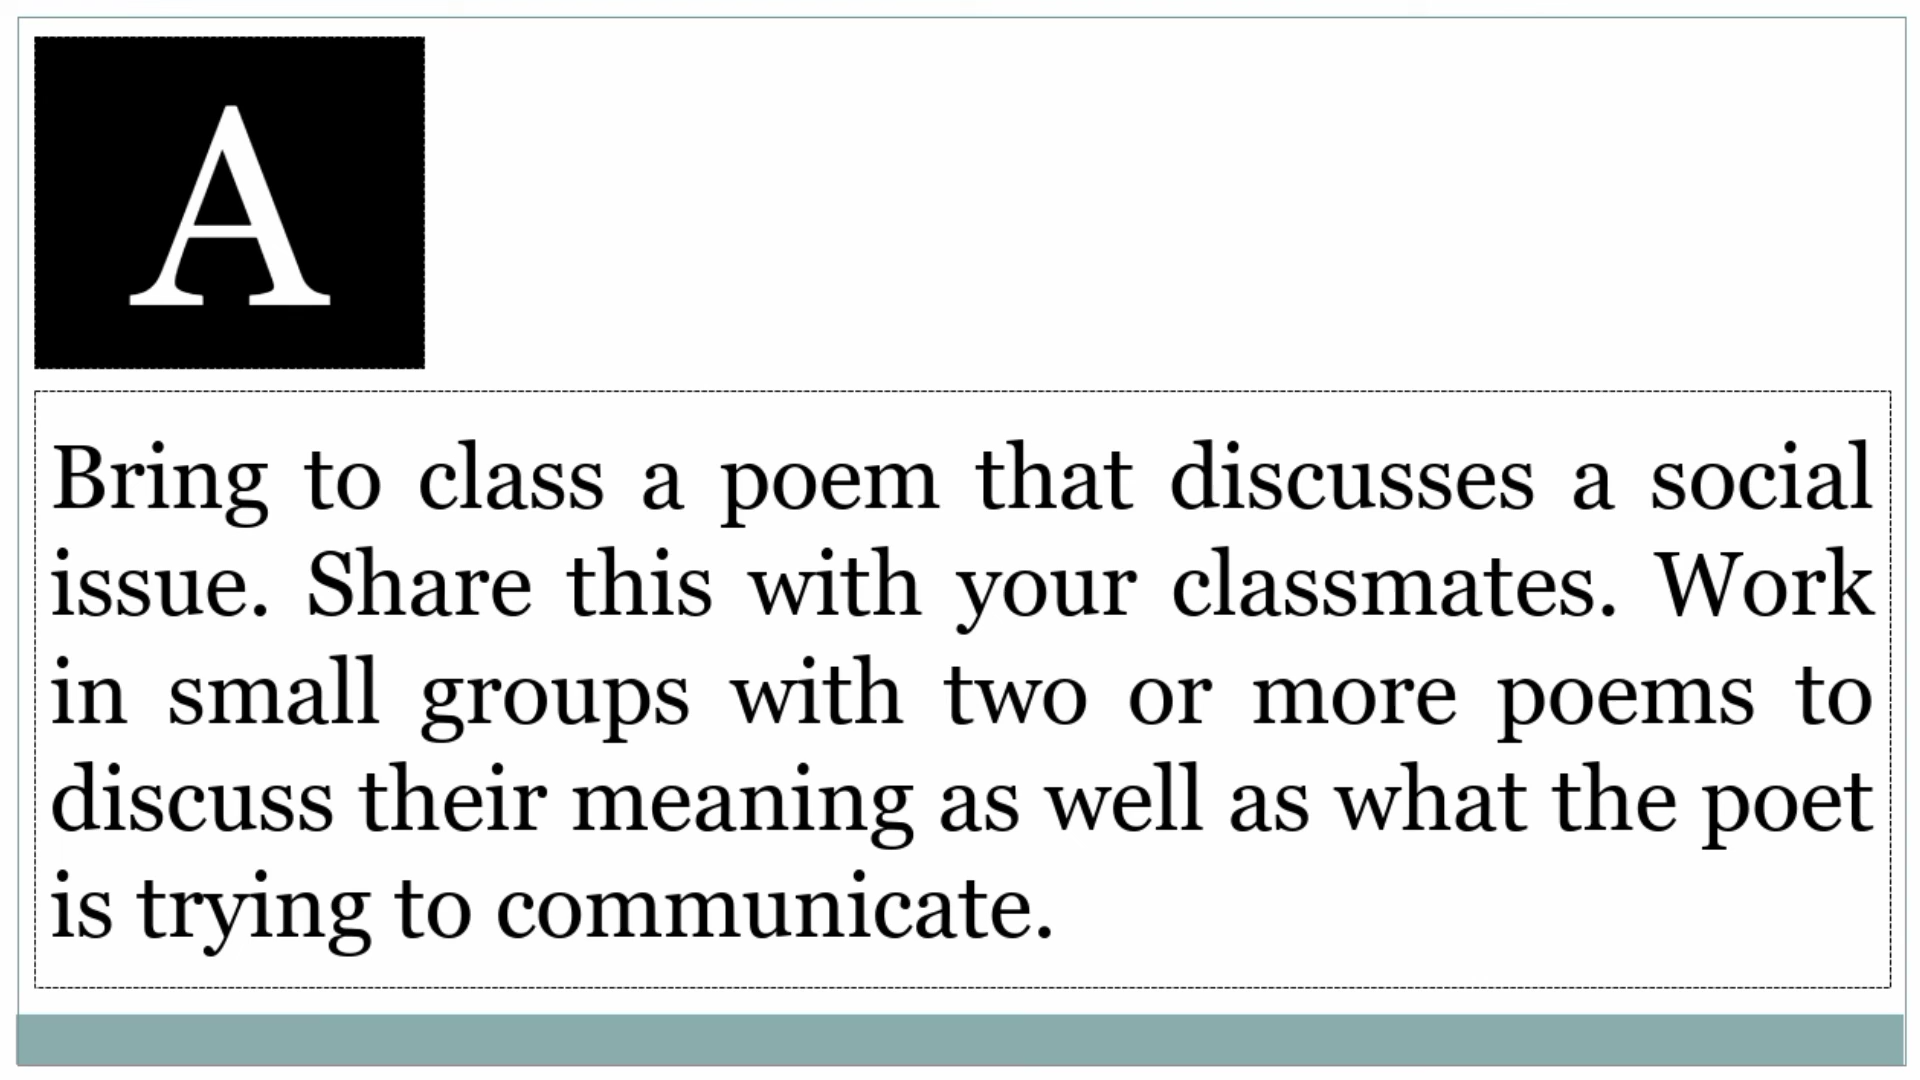 A
Bring to class a poem that discusses a social
issue. Share this with your classmates. Work
in small groups with two or more poems to
discuss their meaning as well as what the poet
is trying to communicate.